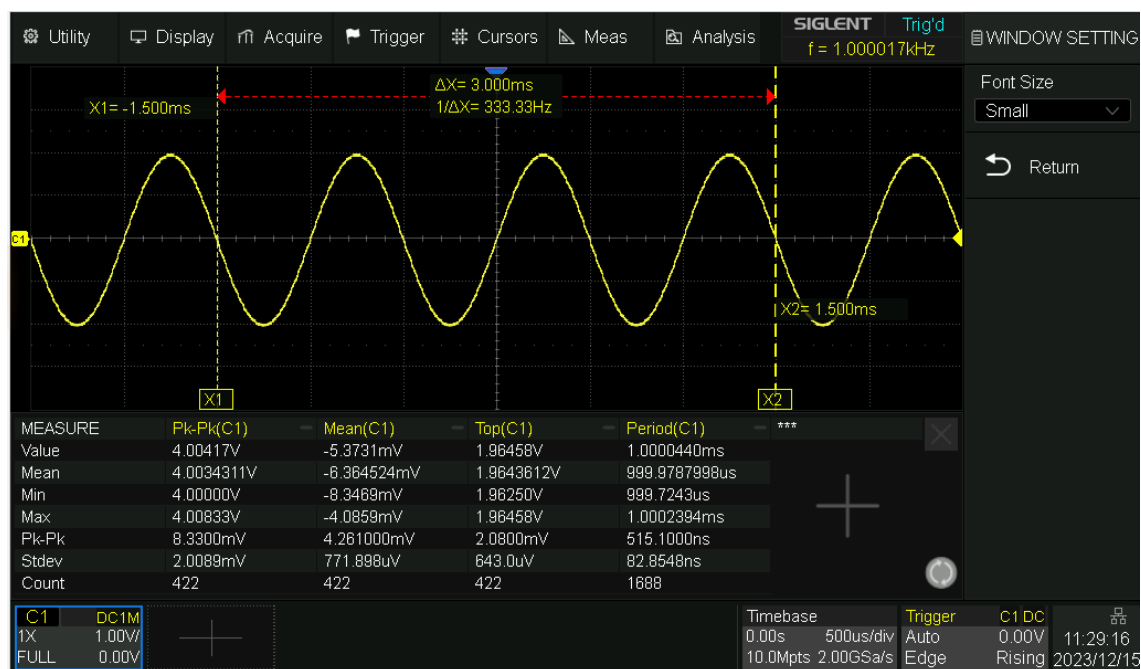 Utility Display Acquire Trigger Cursors Meas Analysis SIGLENT Trig'd
f = 1.000017kHz
WINDOW SETTING
Font Size
Small
Return
ΔX= 3.000ms
1/ΔX= 333.33Hz
X1= -1.500ms
C1
X2= 1.500ms
X1 X2
MEASURE Pk-Pk(C1) Mean(C1) Top(C1) Period(C1) ***
Value 4.00417V -5.3731mV 1.96458V 1.0000440ms
Mean 4.0034311V -6.364524mV 1.9643612V 999.9787998us
Min 4.00000V -8.3469mV 1.96250V 999.7243us
Max 4.00833V -4.0859mV 1.96458V 1.0002394ms
Pk-Pk 8.3300mV 4.261000mV 2.0800mV 515.1000ns
Stdev 2.0089mV 771.898uV 643.0uV 82.8548ns
Count 422 422 422 1688
C1 DC1M
1X 1.00V/
FULL 0.00V
Timebase
0.00s 500us/div
10.0Mpts 2.00GSa/s
Trigger C1 DC
Auto 0.00V
Edge Rising
11:29:16
2023/12/15